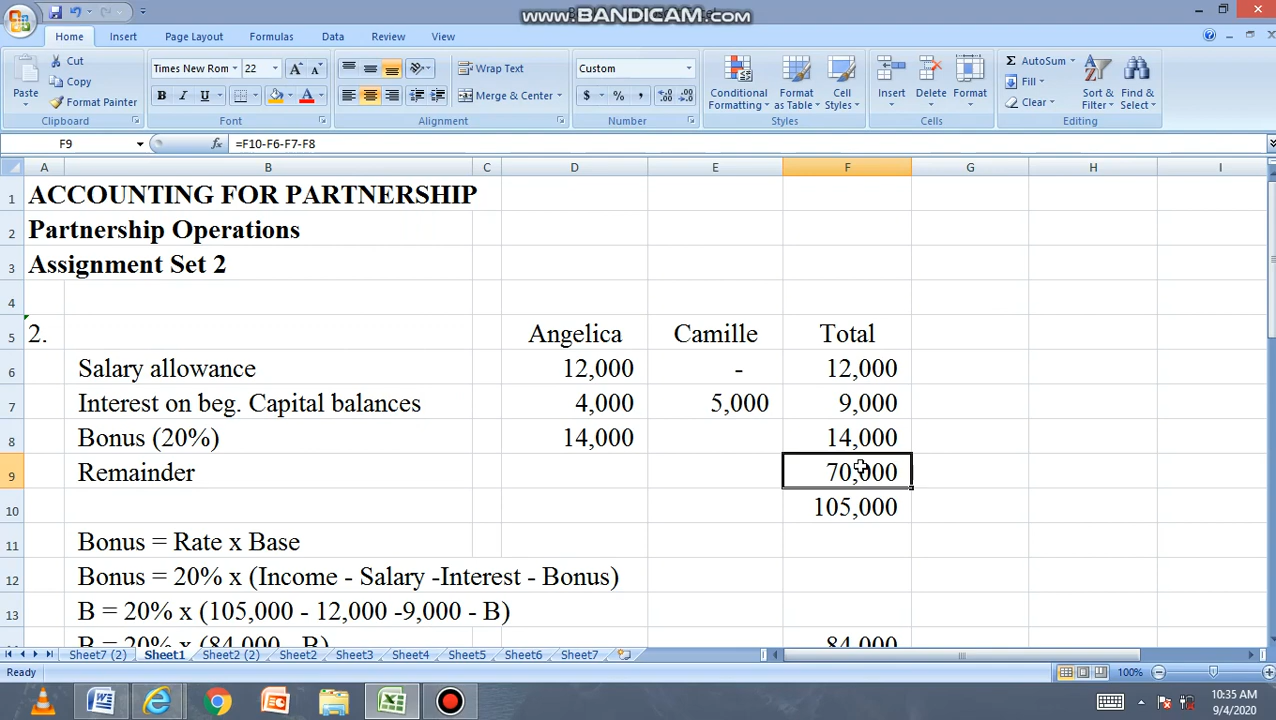 www.BANDICAM.com
Home Insert Page Layout Formulas Data Review View
Cut
Copy
Format Painter
Paste
Clipboard
Times New Rom 22
B I U
Font
Wrap Text
Merge & Center
Alignment
Custom
$ % ,
Number
Conditional Formatting
Format as Table
Cell Styles
Styles
Insert Delete Format
Cells
AutoSum
Fill
Clear
Sort & Filter
Find & Select
Editing
F9 fx =F10-F6-F7-F8
A B C D E F G H I
1 ACCOUNTING FOR PARTNERSHIP
2 Partnership Operations
3 Assignment Set 2
4
5 2. Angelica Camille Total
6 Salary allowance 12,000 - 12,000
7 Interest on beg. Capital balances 4,000 5,000 9,000
8 Bonus (20%) 14,000 14,000
9 Remainder 70,000
10 105,000
11 Bonus = Rate x Base
12 Bonus = 20% x (Income - Salary -Interest - Bonus)
13 B = 20% x (105,000 - 12,000 -9,000 - B)
B = 20% x (84,000 - B) 84,000
Sheet7 (2) Sheet1 Sheet2 (2) Sheet2 Sheet3 Sheet4 Sheet5 Sheet6 Sheet7
Ready 100%
10:35 AM
9/4/2020